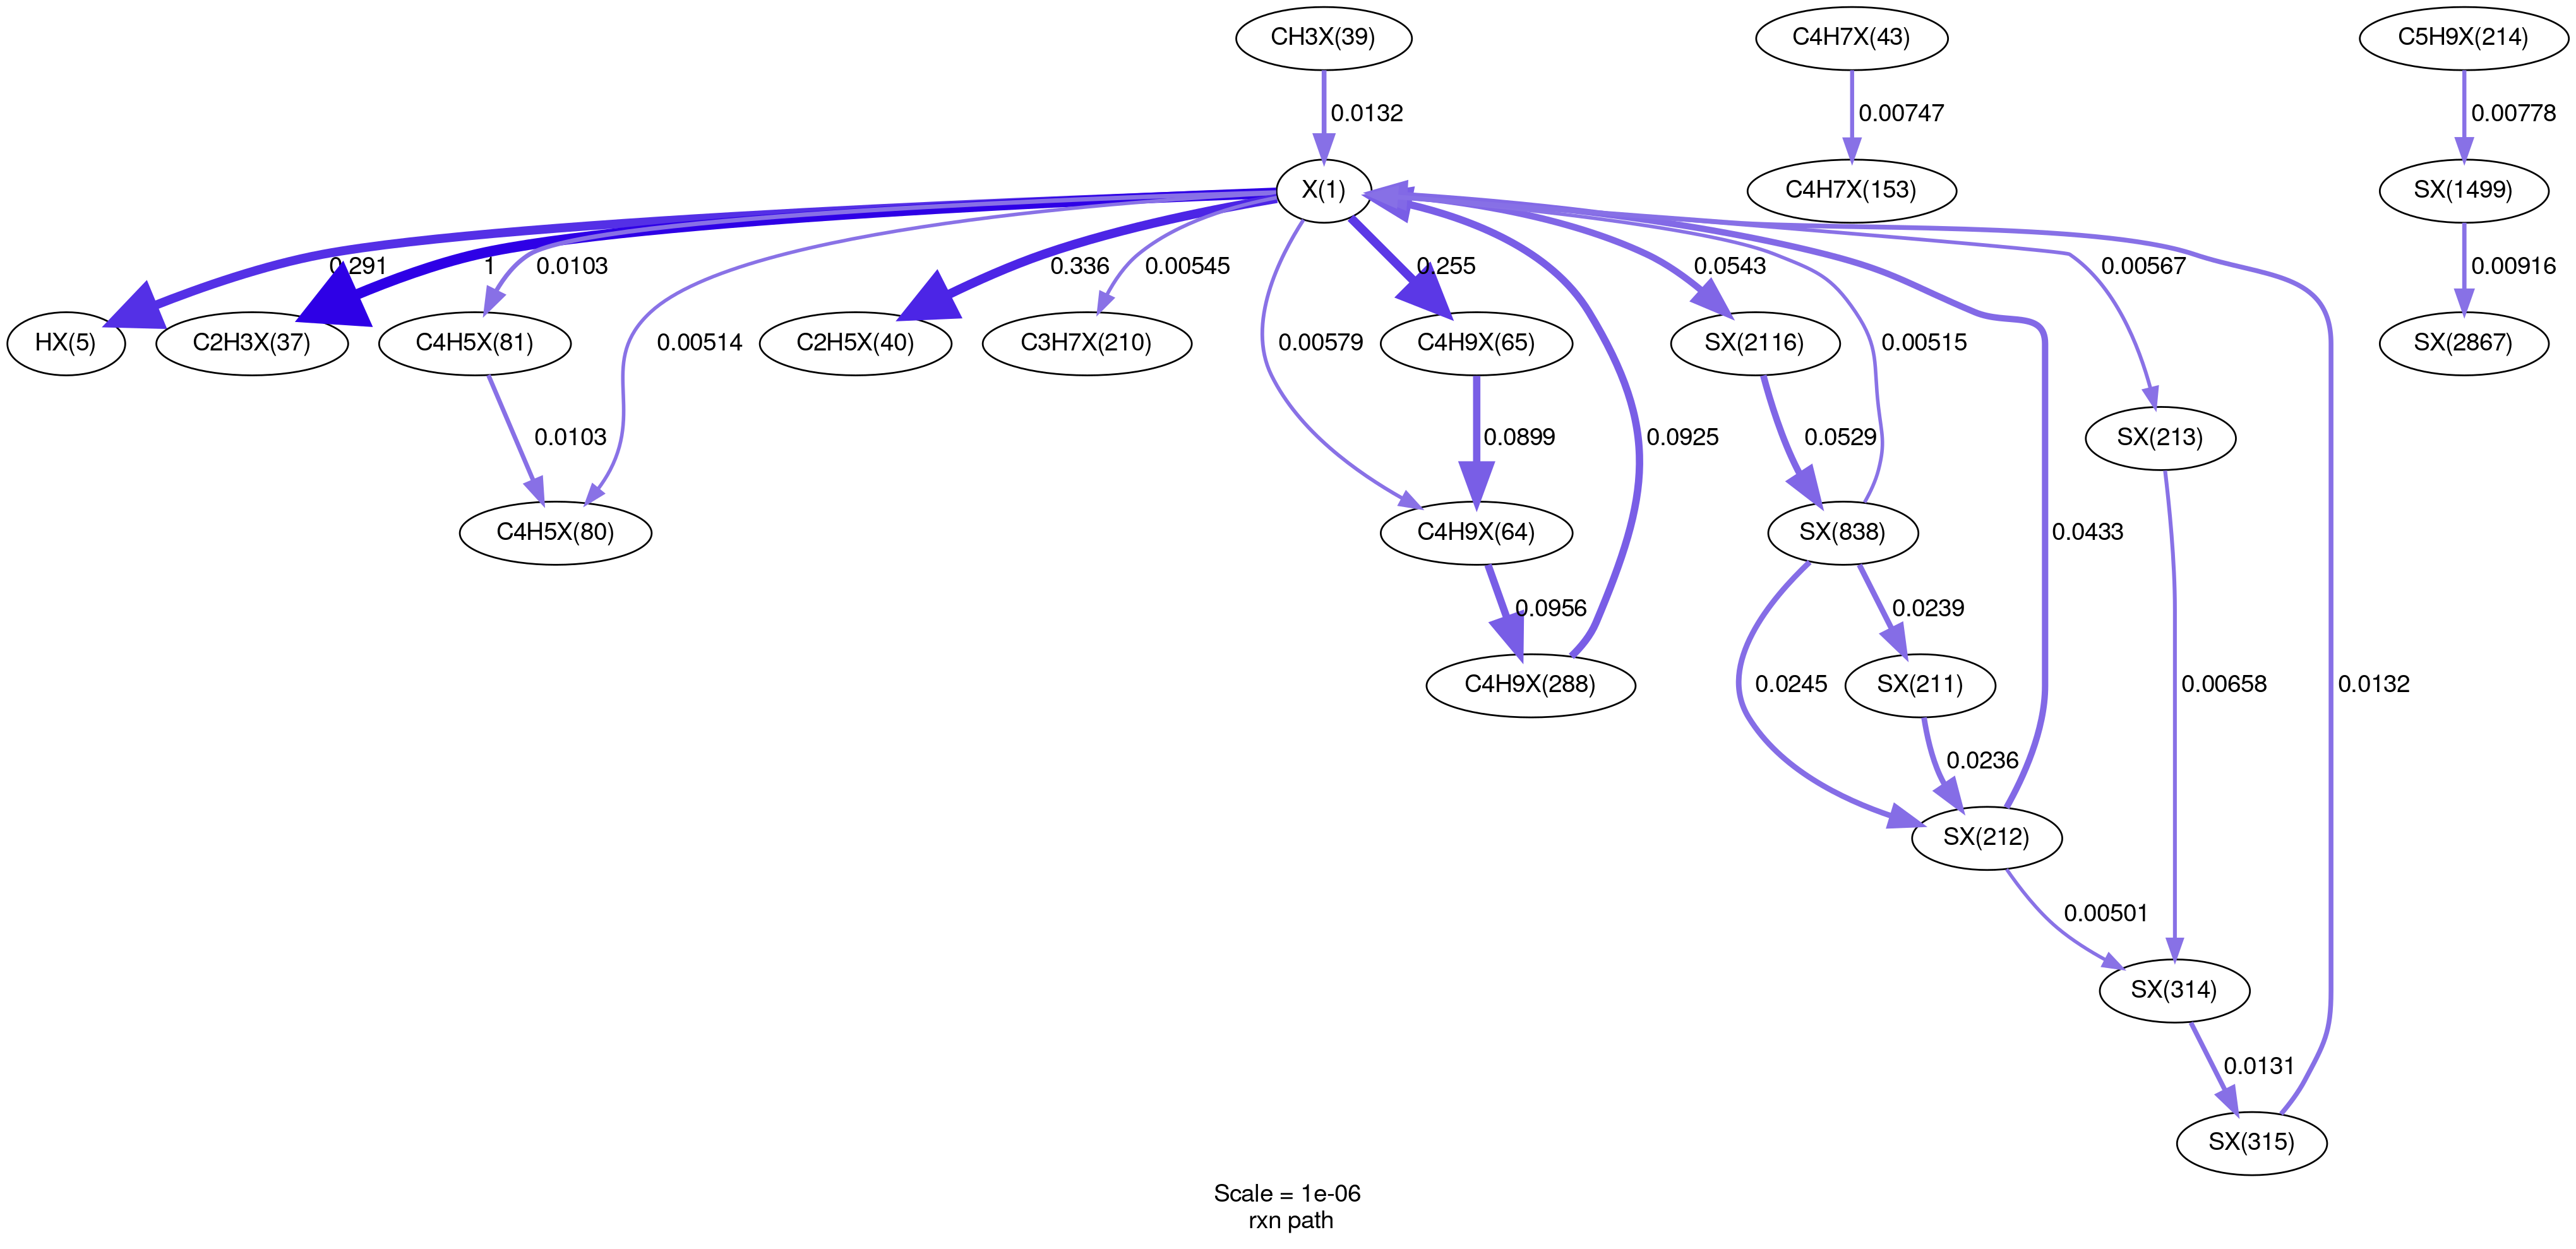 CH3X(39)
C4H7X(43)
C5H9X(214)
0.0132
0.00747
0.00778
X(1)
C4H7X(153)
SX(1499)
0.291
1
0.0103
0.336
0.00545
0.255
0.0543
0.00567
0.00916
HX(5)
C2H3X(37)
C4H5X(81)
0.00514
C2H5X(40)
C3H7X(210)
0.00579
C4H9X(65)
SX(2116)
0.00515
SX(2867)
0.0103
0.0899
0.0925
0.0529
SX(213)
C4H5X(80)
C4H9X(64)
SX(838)
0.0433
0.0956
0.0239
C4H9X(288)
0.0245
SX(211)
0.00658
0.0132
0.0236
SX(212)
0.00501
SX(314)
0.0131
SX(315)
Scale = 1e-06
rxn path